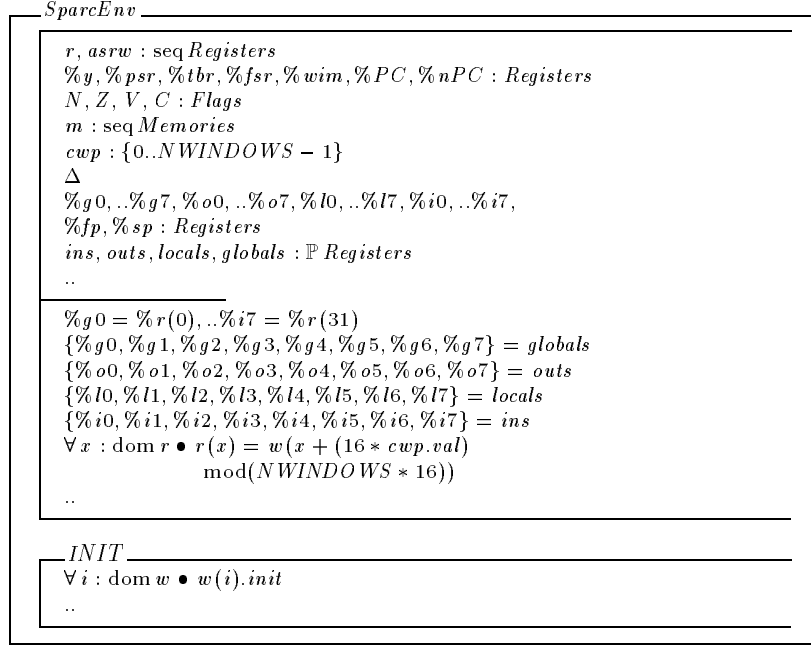 SparcEnv
r, asrw : seq Registers
%y, %psr, %tbr, %fsr, %wim, %PC, %nPC : Registers
N, Z, V, C : Flags
m : seq Memories
cwp : {0..NWINDOWS − 1}
Δ
%g0, ..%g7, %o0, ..%o7, %l0, ..%l7, %i0, ..%i7,
%fp, %sp : Registers
ins, outs, locals, globals : ℙ Registers
..
%g0 = %r(0), ..%i7 = %r(31)
{%g0, %g1, %g2, %g3, %g4, %g5, %g6, %g7} = globals
{%o0, %o1, %o2, %o3, %o4, %o5, %o6, %o7} = outs
{%l0, %l1, %l2, %l3, %l4, %l5, %l6, %l7} = locals
{%i0, %i1, %i2, %i3, %i4, %i5, %i6, %i7} = ins
∀ x : dom r • r(x) = w(x + (16 * cwp.val)
mod(NWINDOWS * 16))
..
INIT
∀ i : dom w • w(i).init
..